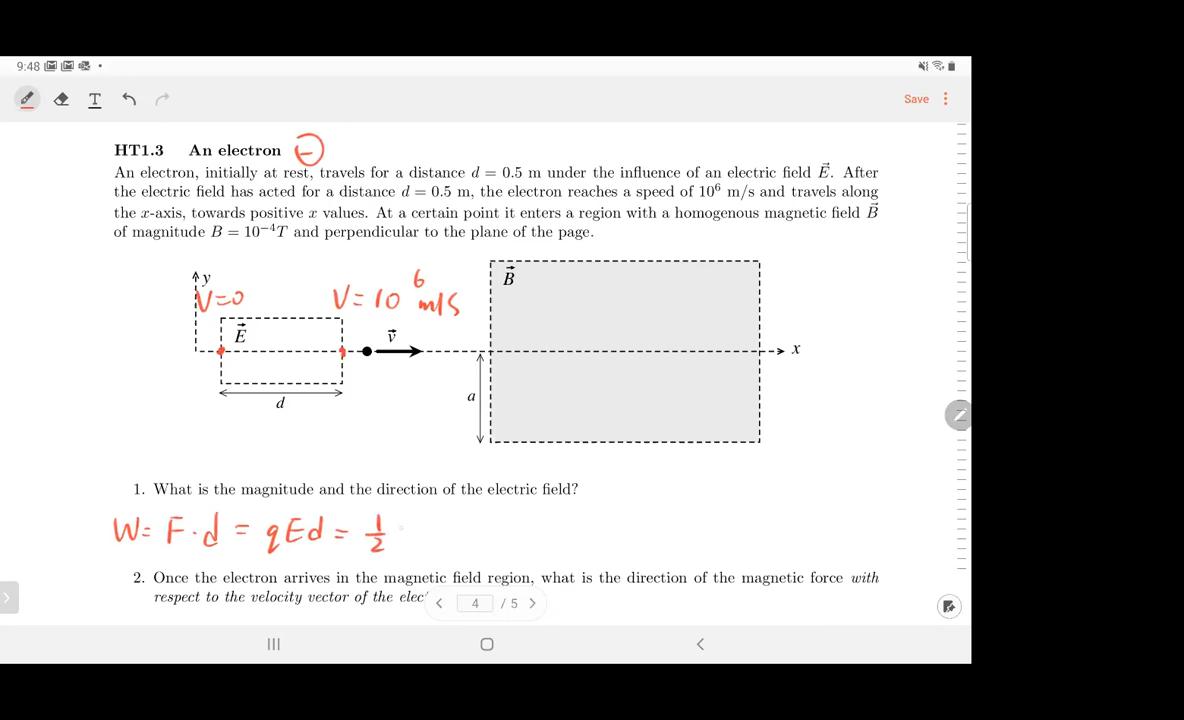 9:48
T
Save
HT1.3 An electron −
An electron, initially at rest, travels for a distance d = 0.5 m under the influence of an electric field E⃗. After
the electric field has acted for a distance d = 0.5 m, the electron reaches a speed of 10⁶ m/s and travels along
the x-axis, towards positive x values. At a certain point it enters a region with a homogenous magnetic field B⃗
of magnitude B = 10⁻⁴T and perpendicular to the plane of the page.
y
V=0
V=10⁶ m/s
B⃗
E⃗
v⃗
x
a
d
1. What is the magnitude and the direction of the electric field?
W= F·d = qEd = 1/2
2. Once the electron arrives in the magnetic field region, what is the direction of the magnetic force with
respect to the velocity vector of the elec
4 / 5